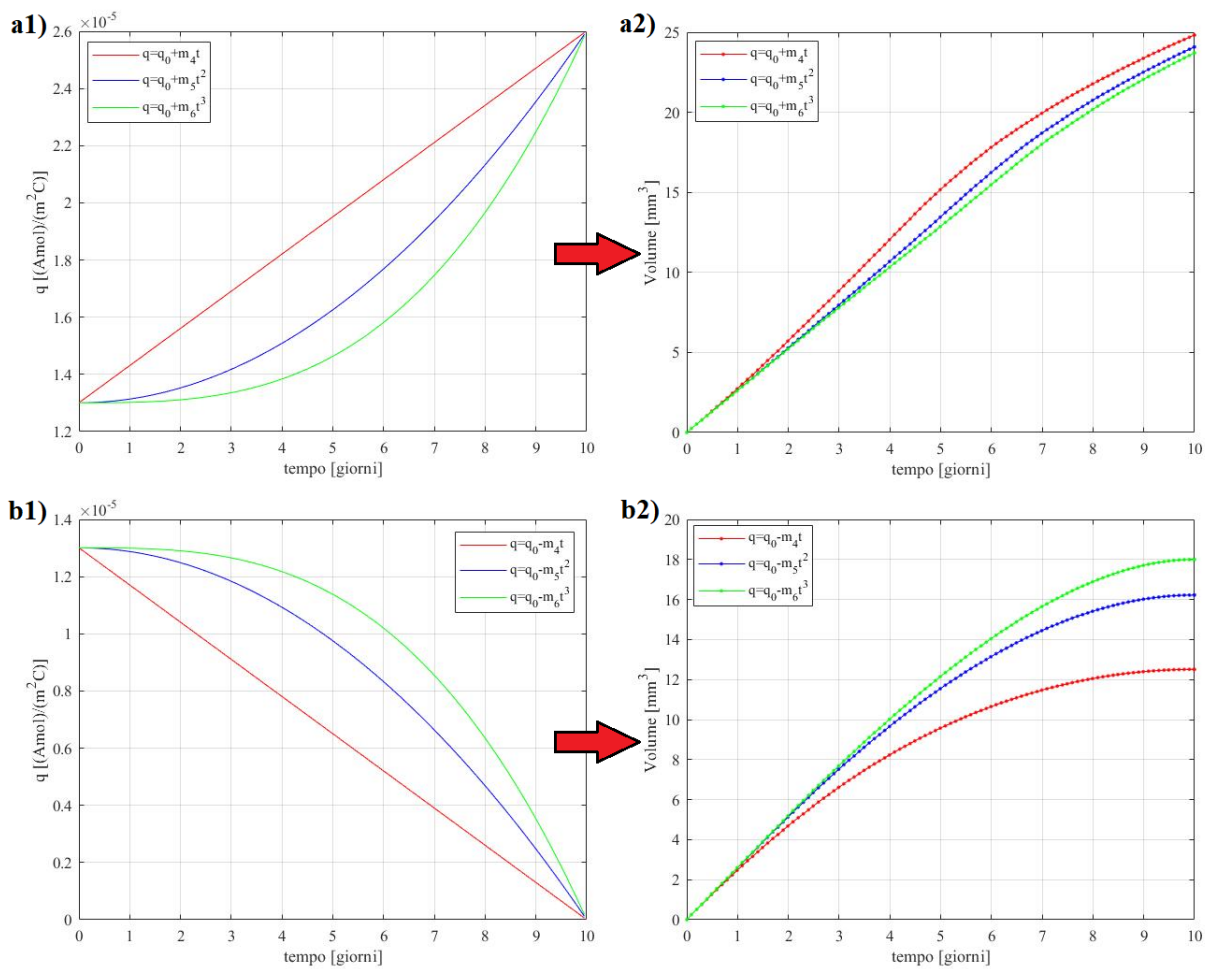 a1)
×10⁻⁵
2.6
2.4
2.2
2
1.8
1.6
1.4
1.2
q [(Amol)/(m²C)]
q=q₀+m₄t
q=q₀+m₅t²
q=q₀+m₆t³
0 1 2 3 4 5 6 7 8 9 10
tempo [giorni]
a2)
25
20
15
10
5
0
Volume [mm³]
q=q₀+m₄t
q=q₀+m₅t²
q=q₀+m₆t³
0 1 2 3 4 5 6 7 8 9 10
tempo [giorni]
b1)
×10⁻⁵
1.4
1.2
1
0.8
0.6
0.4
0.2
0
q [(Amol)/(m²C)]
q=q₀-m₄t
q=q₀-m₅t²
q=q₀-m₆t³
0 1 2 3 4 5 6 7 8 9 10
tempo [giorni]
b2)
20
18
16
14
12
10
8
6
4
2
0
Volume [mm³]
q=q₀-m₄t
q=q₀-m₅t²
q=q₀-m₆t³
0 1 2 3 4 5 6 7 8 9 10
tempo [giorni]